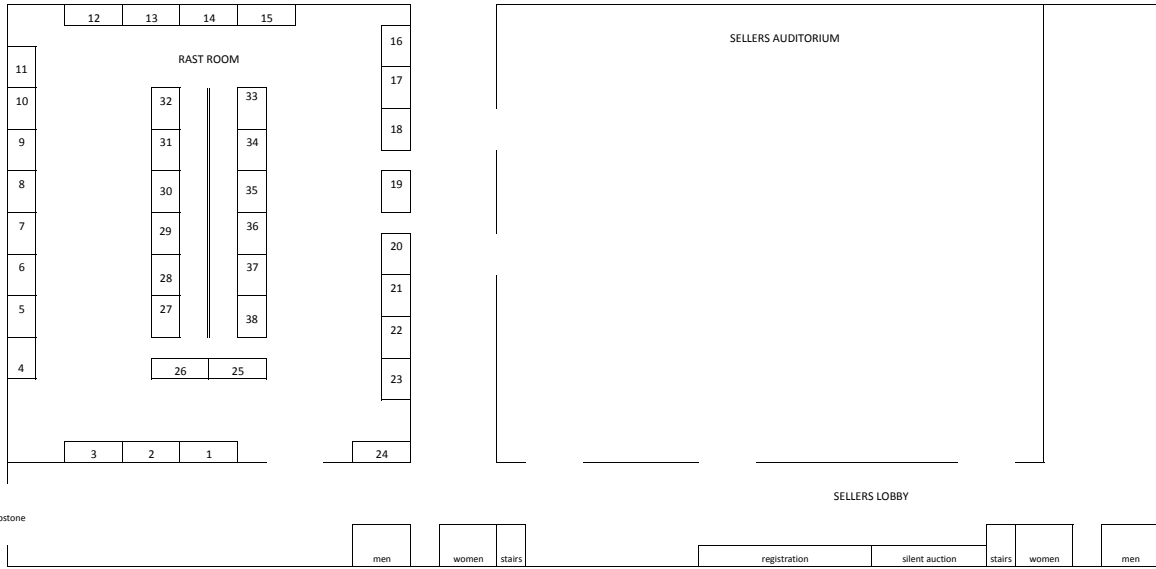 12 13 14 15
16
SELLERS AUDITORIUM
RAST ROOM
11
17
10 32 33
18
9 31 34
8 30 35 19
7 29 36
20
6 28 37
21
5 27 38
22
4 26 25
23
3 2 1 24
SELLERS LOBBY
men women stairs registration silent auction stairs women men